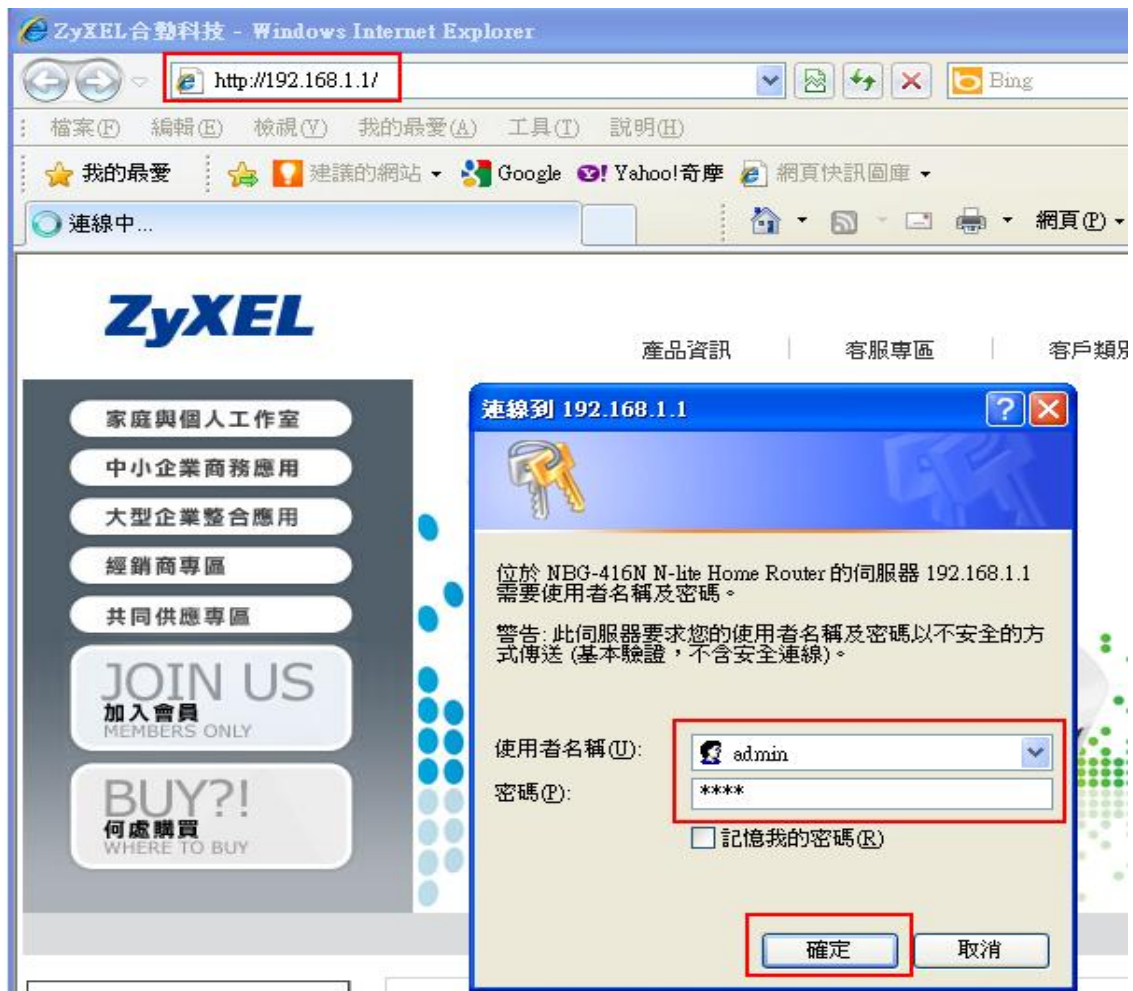 ZyXEL合勤科技 - Windows Internet Explorer
http://192.168.1.1/
Bing
檔案(F) 編輯(E) 檢視(V) 我的最愛(A) 工具(T) 說明(H)
我的最愛 建議的網站 Google Yahoo!奇摩 網頁快訊圖庫
連線中...
網頁(P)
ZyXEL
產品資訊 客服專區 客戶類別
家庭與個人工作室
中小企業商務應用
大型企業整合應用
經銷商專區
共同供應專區
JOIN US
加入會員
MEMBERS ONLY
BUY?!
何處購買
WHERE TO BUY
連線到 192.168.1.1
位於 NBG-416N N-lite Home Router 的伺服器 192.168.1.1
需要使用者名稱及密碼。
警告: 此伺服器要求您的使用者名稱及密碼以不安全的方
式傳送 (基本驗證，不含安全連線)。
使用者名稱(U):
admin
密碼(P):
****
記憶我的密碼(R)
確定 取消